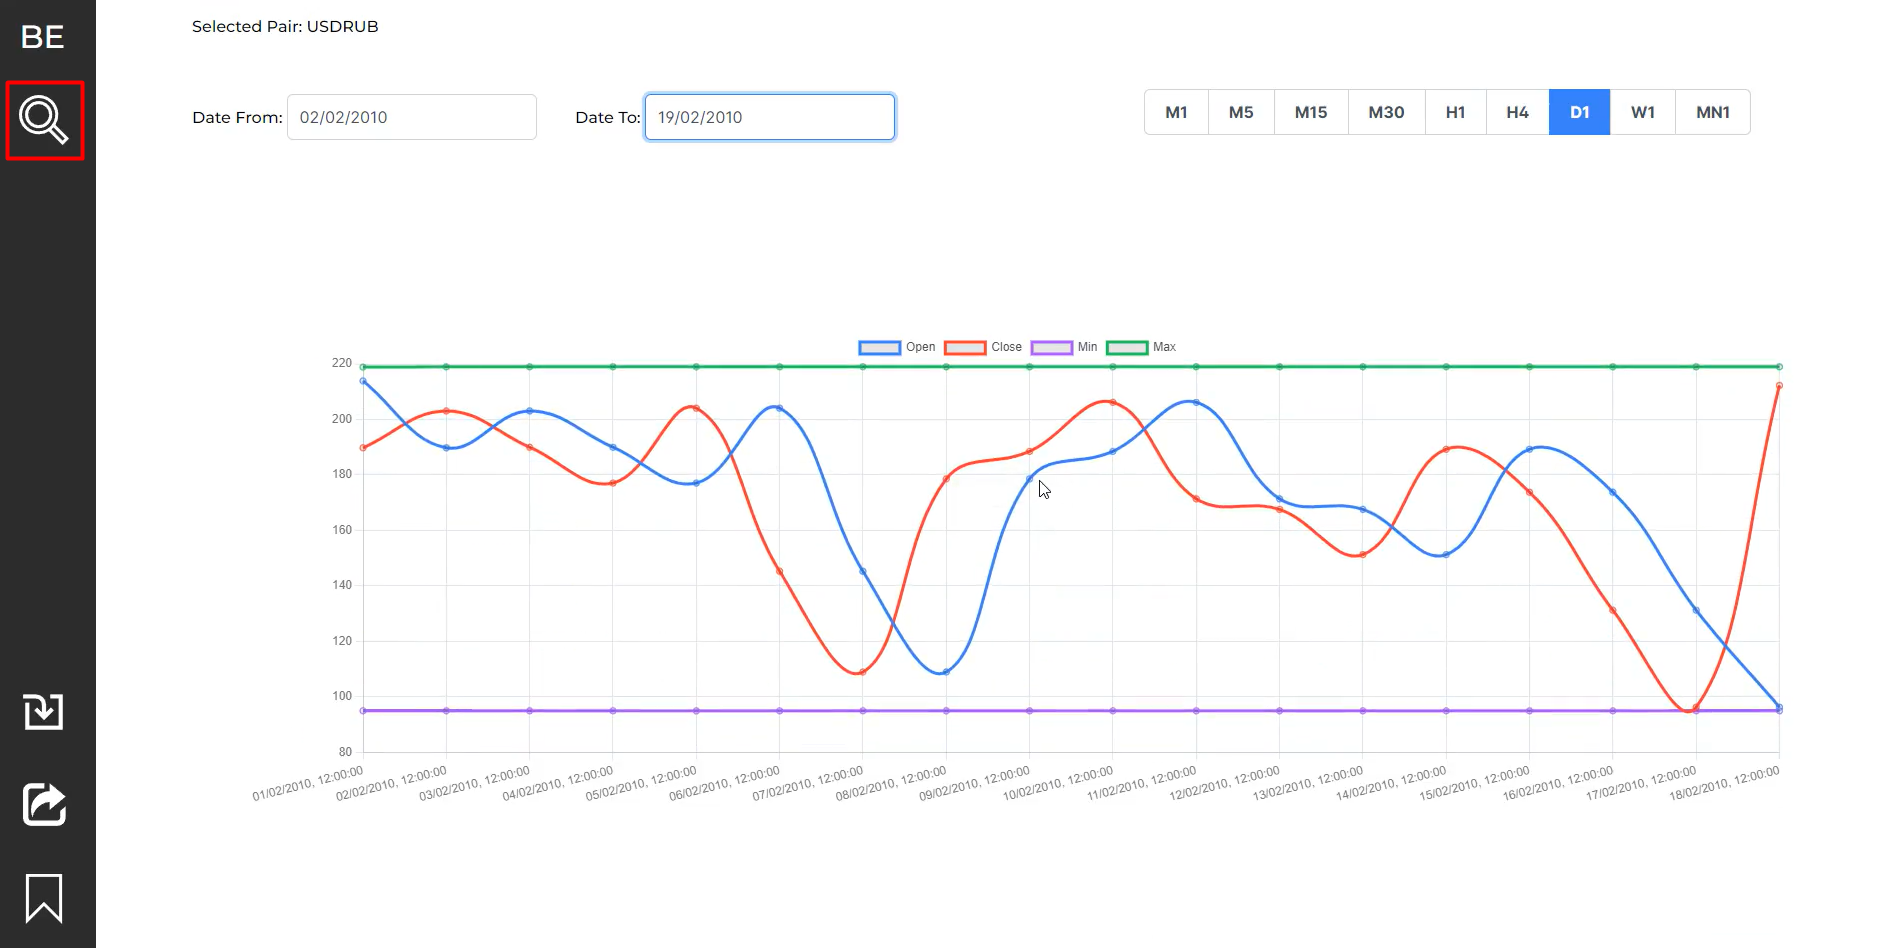 BE
Selected Pair: USDRUB
Date From: 02/02/2010 Date To: 19/02/2010 M1 M5 M15 M30 H1 H4 D1 W1 MN1
Open Close Min Max
220
200
180
160
140
120
100
80
01/02/2010, 12:00:00 02/02/2010, 12:00:00 03/02/2010, 12:00:00 04/02/2010, 12:00:00 05/02/2010, 12:00:00 06/02/2010, 12:00:00 07/02/2010, 12:00:00 08/02/2010, 12:00:00 09/02/2010, 12:00:00 10/02/2010, 12:00:00 11/02/2010, 12:00:00 12/02/2010, 12:00:00 13/02/2010, 12:00:00 14/02/2010, 12:00:00 15/02/2010, 12:00:00 16/02/2010, 12:00:00 17/02/2010, 12:00:00 18/02/2010, 12:00:00